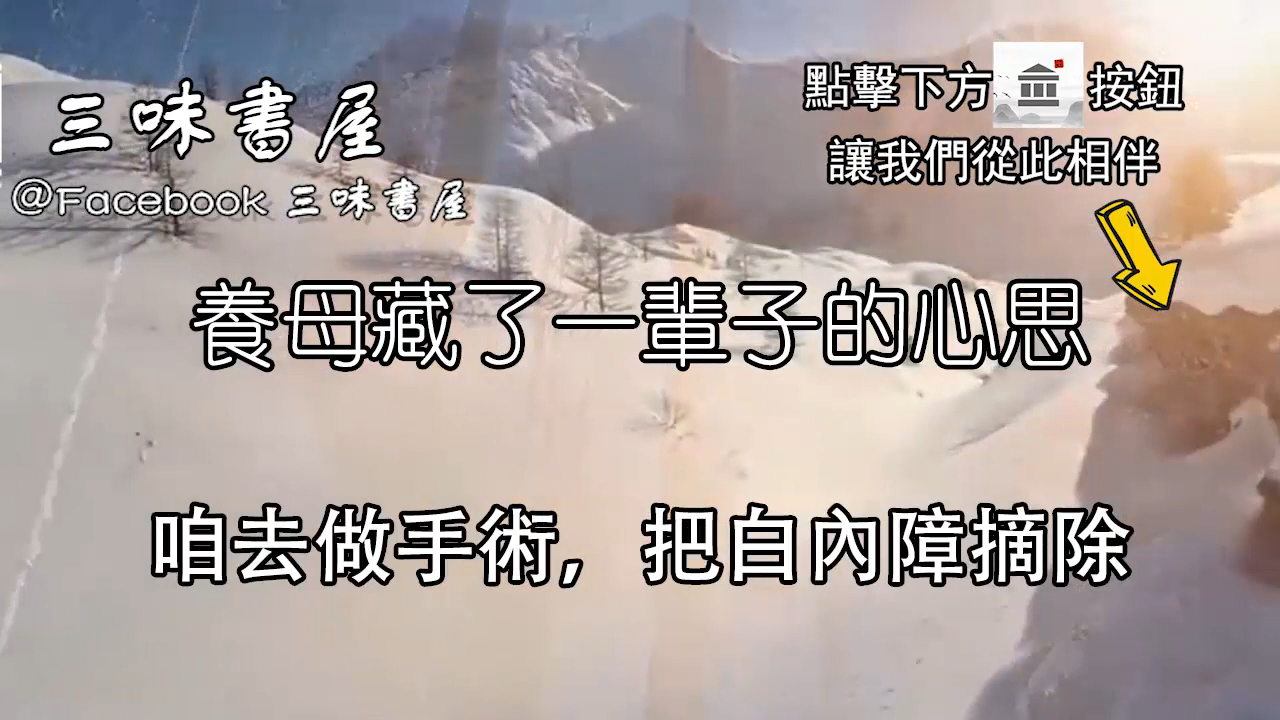 三味書屋
@Facebook 三味書屋
點擊下方 按鈕
讓我們從此相伴
養母藏了一輩子的心思
咱去做手術,把白內障摘除